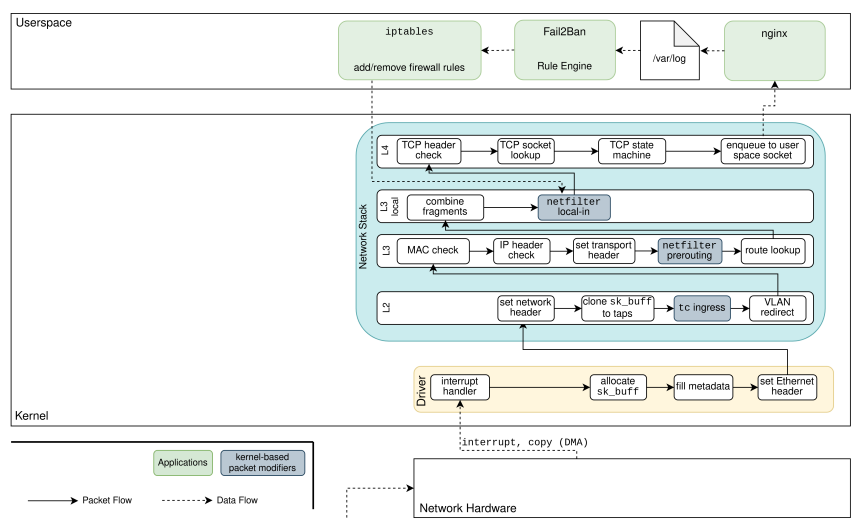 Userspace
iptables
add/remove firewall rules
Fail2Ban
Rule Engine
/var/log
nginx
Network Stack
L4
TCP header
check
TCP socket
lookup
TCP state
machine
enqueue to user
space socket
L3
local
combine
fragments
netfilter
local-in
L3
MAC check
IP header
check
set transport
header
netfilter
prerouting
route lookup
L2
set network
header
clone sk_buff
to taps
tc ingress
VLAN
redirect
Driver
interrupt
handler
allocate
sk_buff
fill metadata
set Ethernet
header
Kernel
interrupt, copy (DMA)
Applications
kernel-based
packet modifiers
Packet Flow
Data Flow
Network Hardware